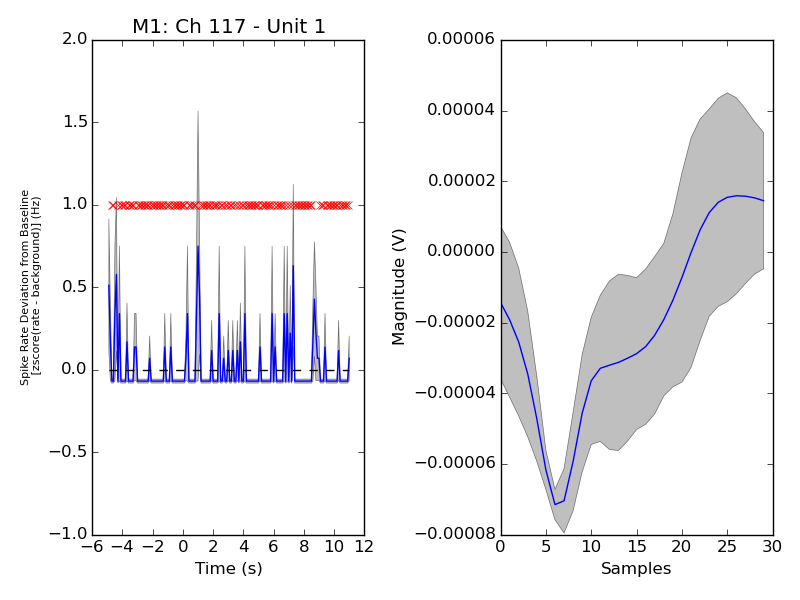 M1: Ch 117 - Unit 1
2.0
1.5
1.0
0.5
0.0
−0.5
−1.0
−6 −4 −2 0 2 4 6 8 10 12
Time (s)
Spike Rate Deviation from Baseline
[zscore(rate - background)] (Hz)
0.00006
0.00004
0.00002
0.00000
−0.00002
−0.00004
−0.00006
−0.00008
0 5 10 15 20 25 30
Samples
Magnitude (V)